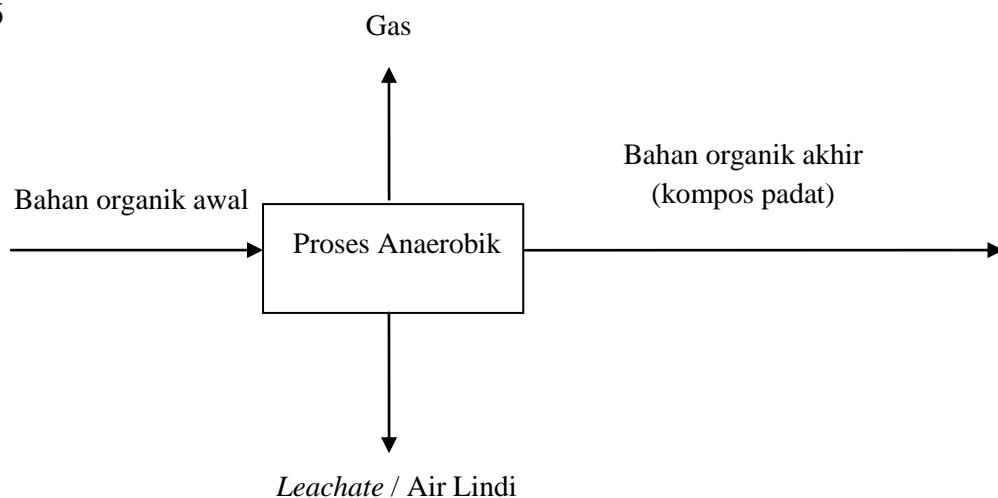 Gas
Bahan organik akhir
(kompos padat)
Bahan organik awal
Proses Anaerobik
Leachate / Air Lindi